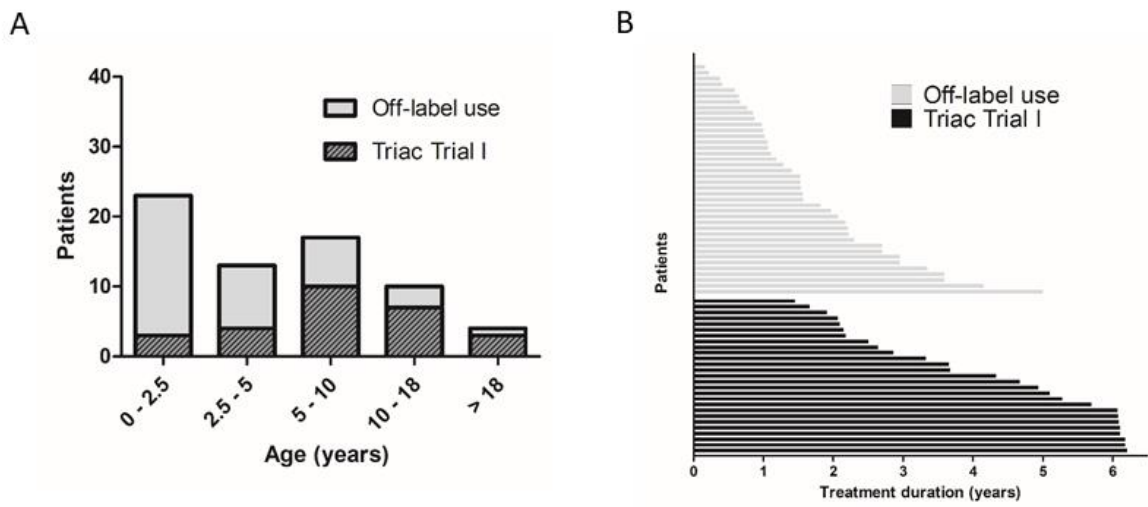 A
40
30
20
10
0
Patients
Off-label use
Triac Trial I
0 - 2.5
2.5 - 5
5 - 10
10 - 18
> 18
Age (years)
B
Off-label use
Triac Trial I
Patients
0 1 2 3 4 5 6
Treatment duration (years)